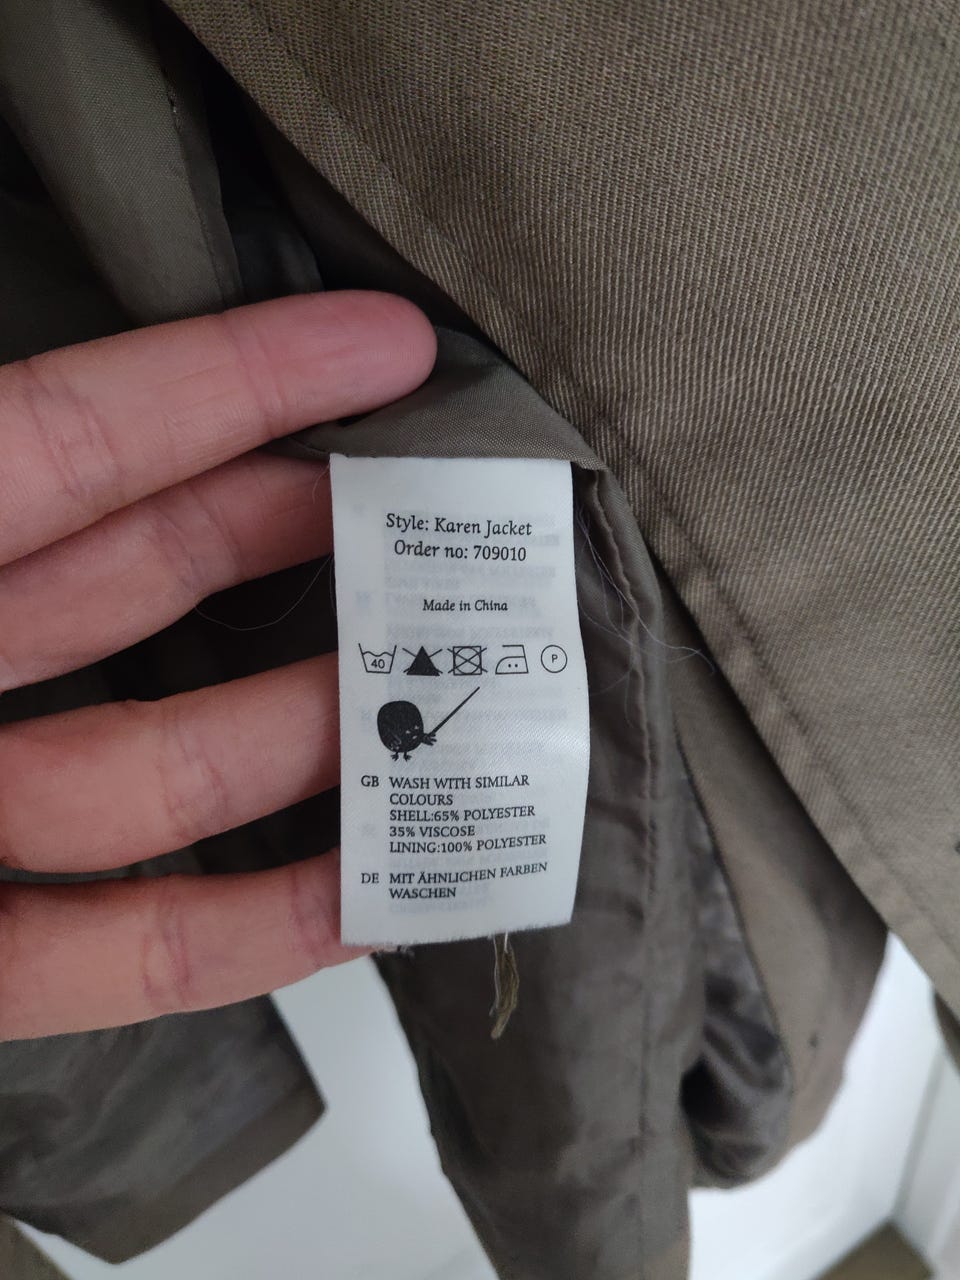 Style: Karen Jacket
Order no: 709010
Made in China
40 P
GB WASH WITH SIMILAR
COLOURS
SHELL:65% POLYESTER
35% VISCOSE
LINING:100% POLYESTER
DE MIT ÄHNLICHEN FARBEN
WASCHEN